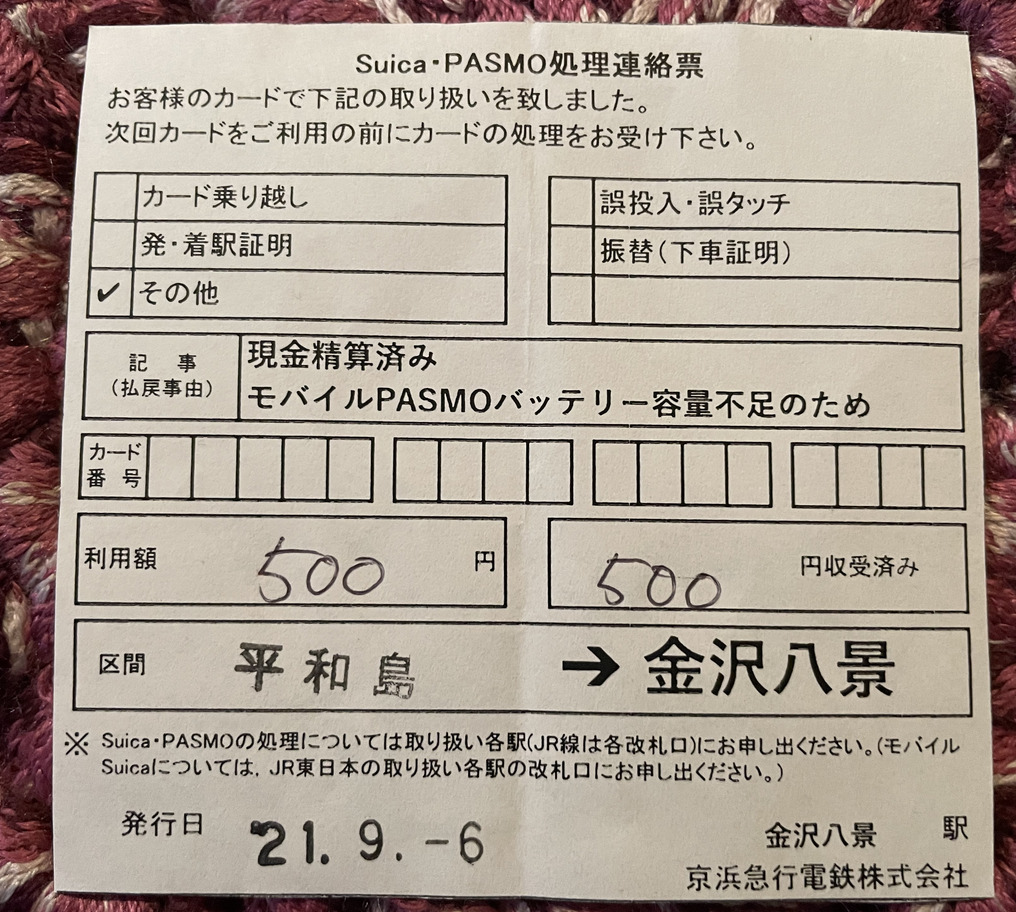 Suica・PASMO処理連絡票
お客様のカードで下記の取り扱いを致しました。
次回カードをご利用の前にカードの処理をお受け下さい。
カード乗り越し
誤投入・誤タッチ
発・着駅証明
振替(下車証明)
✓ その他
記 事
(払戻事由)
現金精算済み
モバイルPASMOバッテリー容量不足のため
カード
番 号
利用額 500 円
500 円収受済み
区間 平和島 → 金沢八景
※ Suica・PASMOの処理については取り扱い各駅(JR線は各改札口)にお申し出ください。(モバイル
Suicaについては, JR東日本の取り扱い各駅の改札口にお申し出ください。)
発行日 21. 9. -6
金沢八景 駅
京浜急行電鉄株式会社